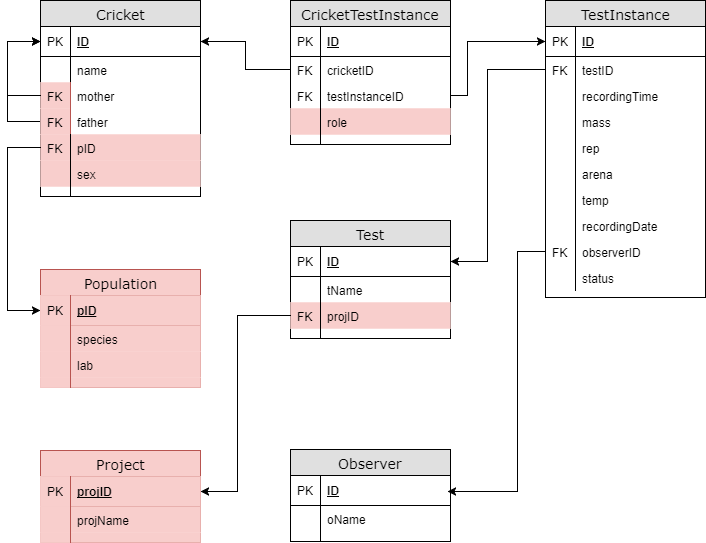 Cricket
PK ID
name
FK mother
FK father
FK pID
sex
CricketTestInstance
PK ID
FK cricketID
FK testInstanceID
role
TestInstance
PK ID
FK testID
recordingTime
mass
rep
arena
temp
recordingDate
FK observerID
status
Test
PK ID
tName
FK projID
Population
PK pID
species
lab
Project
PK projID
projName
Observer
PK ID
oName